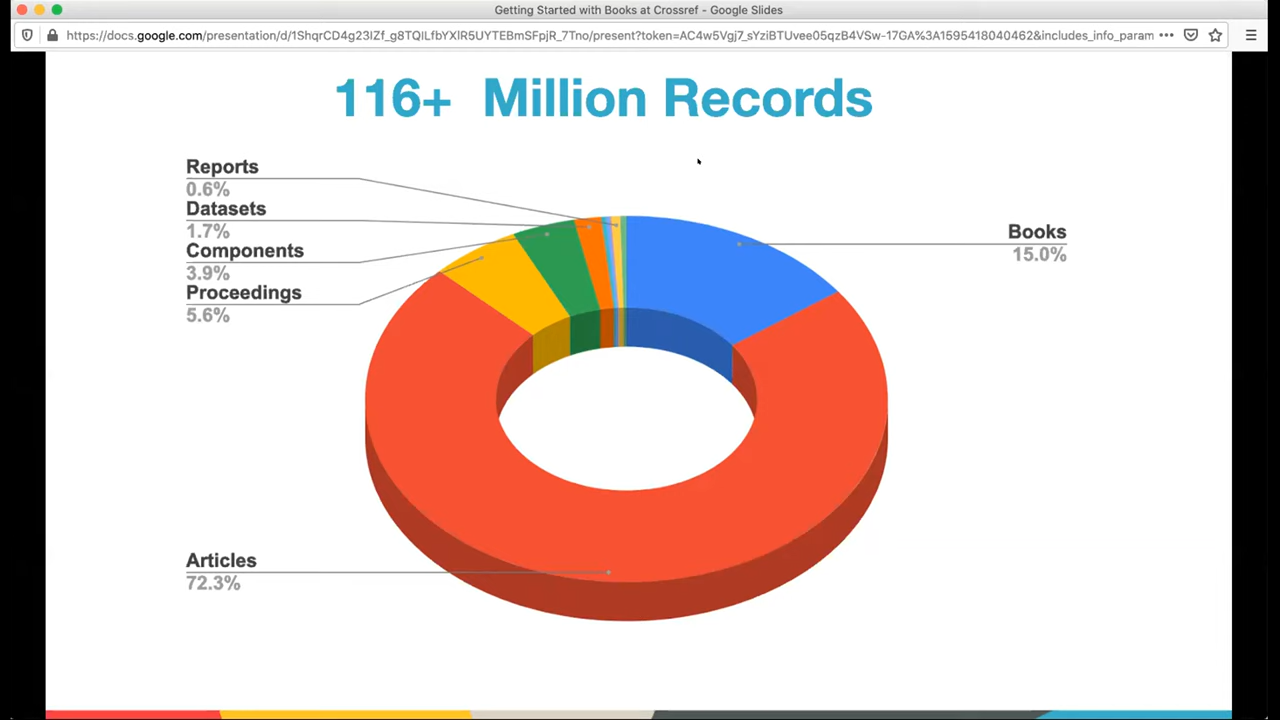 Getting Started with Books at Crossref - Google Slides
https://docs.google.com/presentation/d/1ShqrCD4g23IZf_g8TQILfbYXlR5UYTEBmSFpjR_7Tno/present?token=AC4w5Vgj7_sYziBTUvee05qzB4VSw-17GA%3A1595418040462&includes_info_param
116+ Million Records
Reports
0.6%
Datasets
1.7%
Components
3.9%
Proceedings
5.6%
Books
15.0%
Articles
72.3%